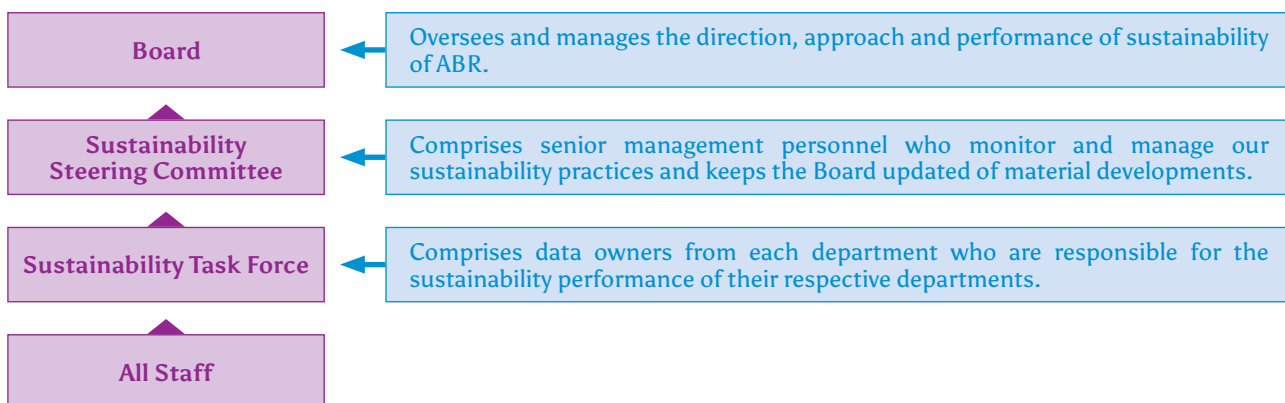 Board
Oversees and manages the direction, approach and performance of sustainability
of ABR.
Sustainability
Steering Committee
Comprises senior management personnel who monitor and manage our
sustainability practices and keeps the Board updated of material developments.
Sustainability Task Force
Comprises data owners from each department who are responsible for the
sustainability performance of their respective departments.
All Staff